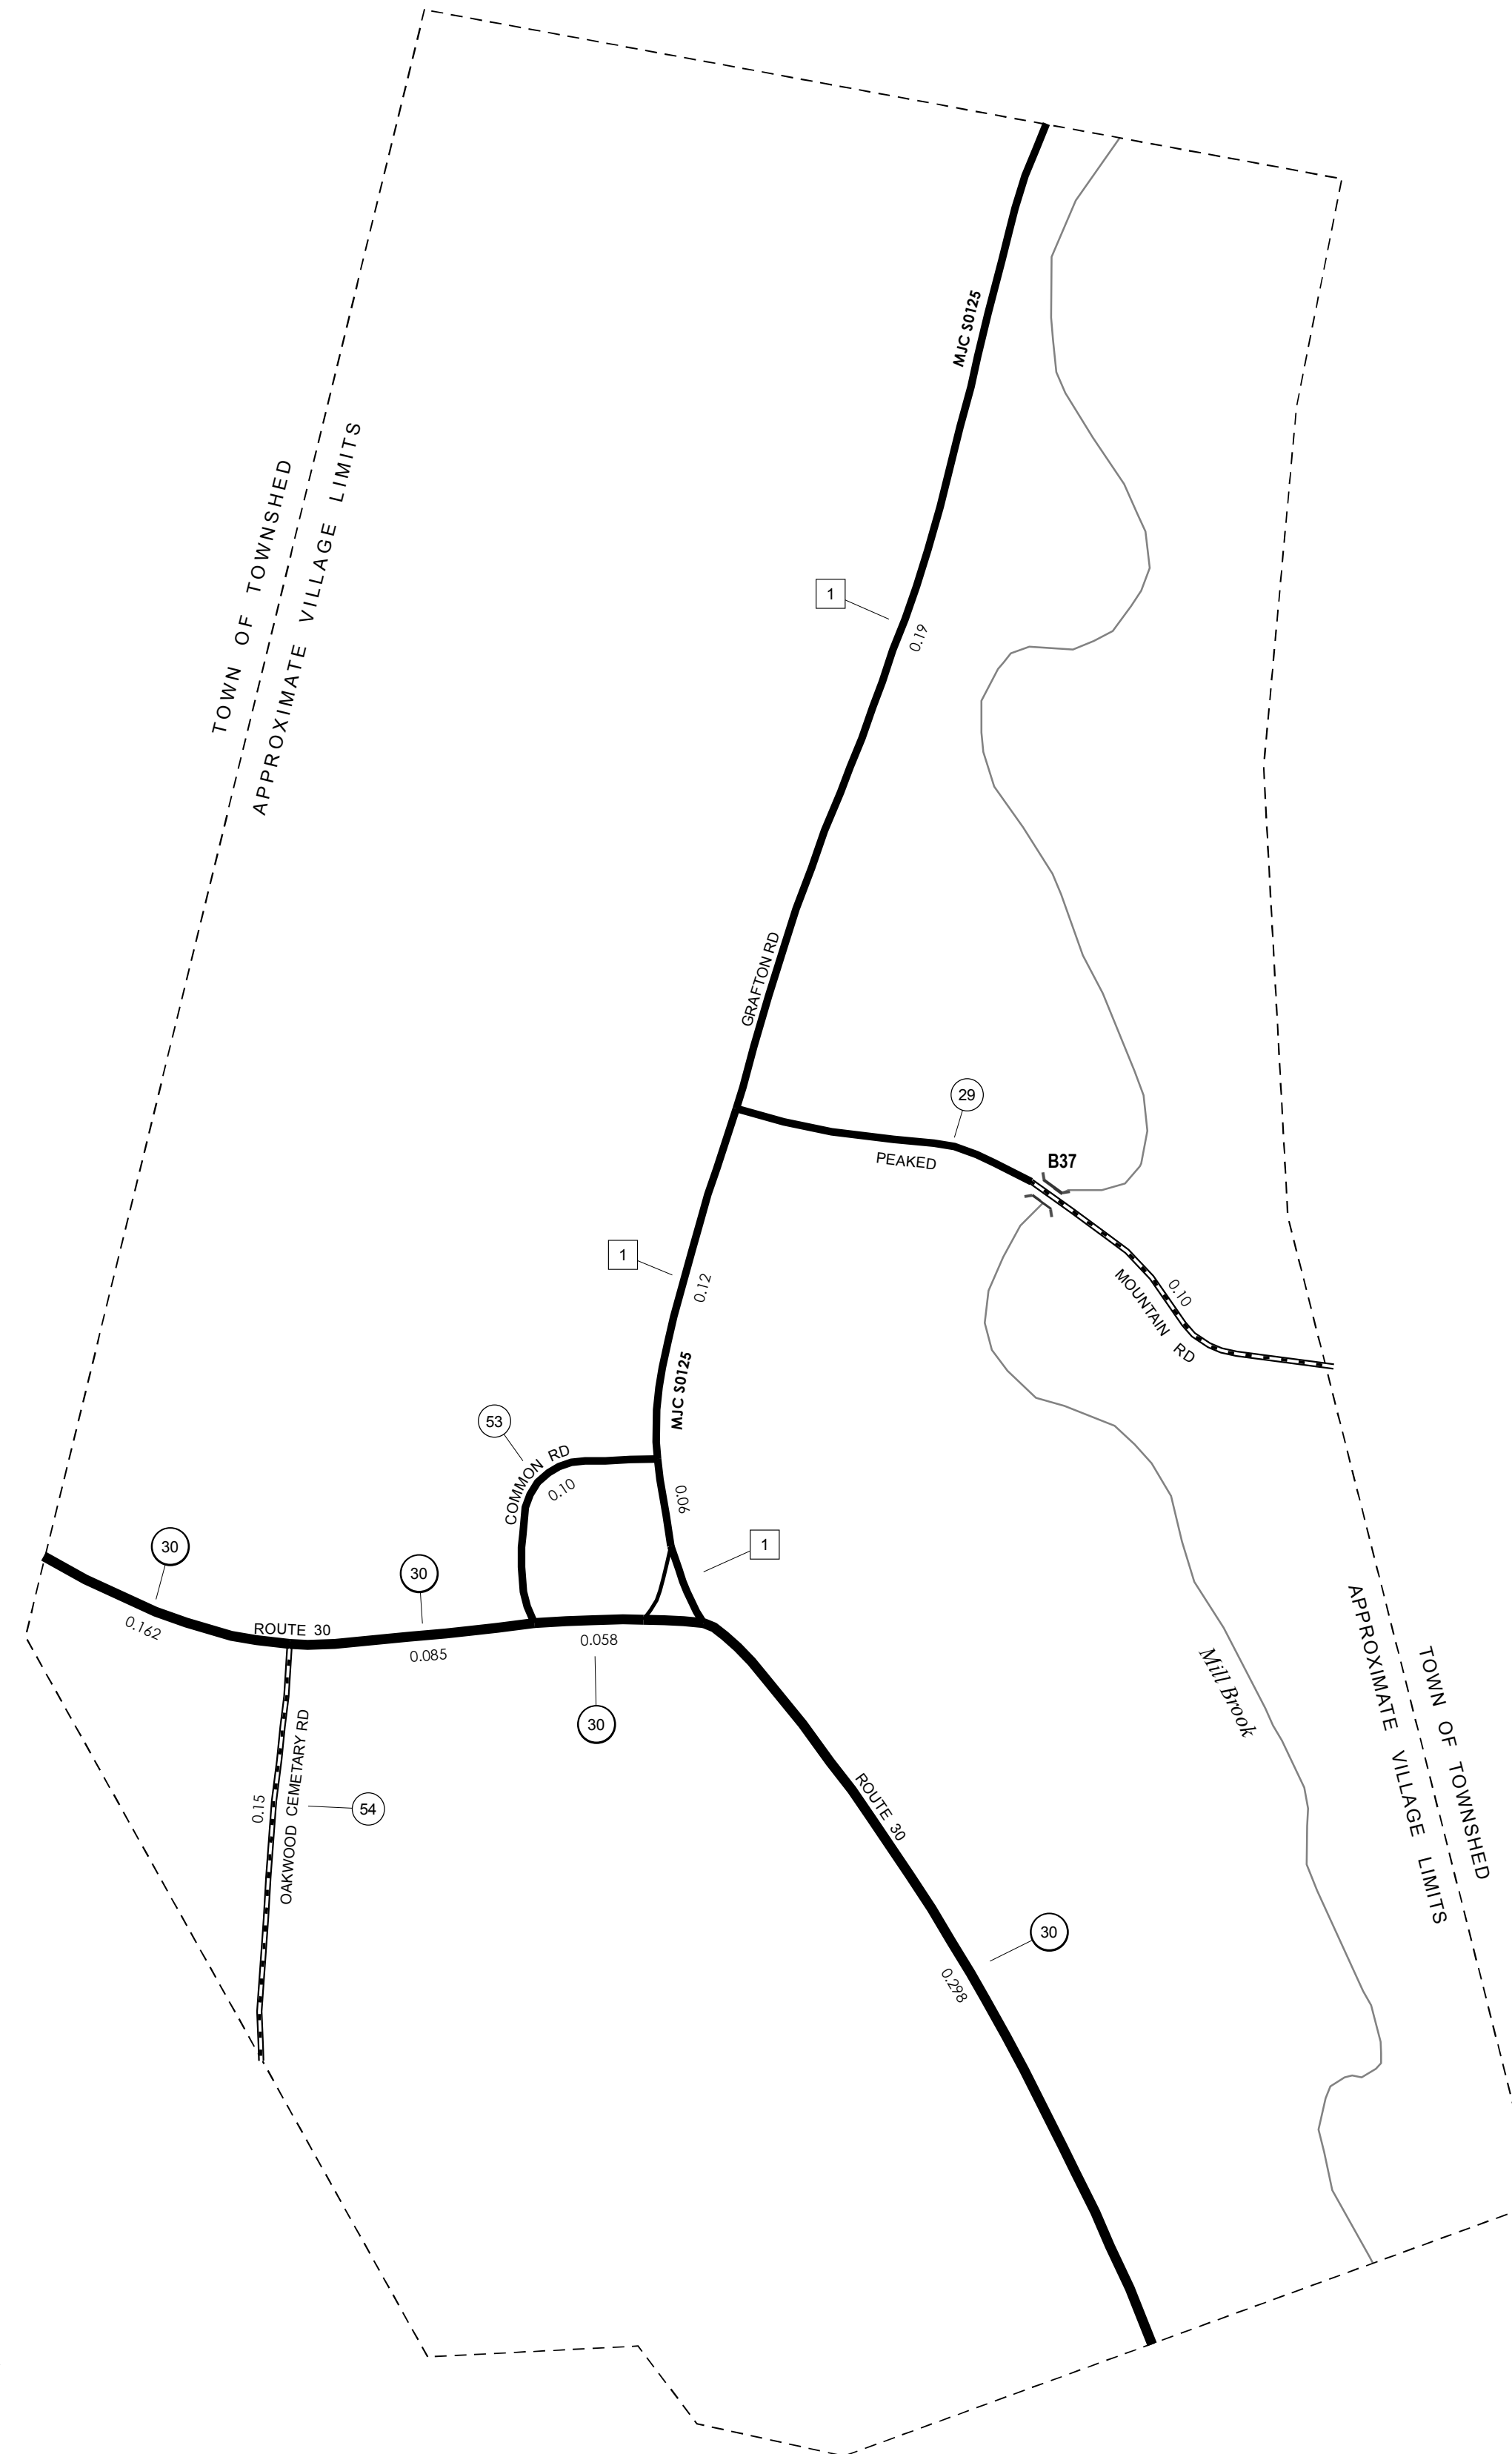 MJC S0125
TOWN OF TOWNSHED
APPROXIMATE VILLAGE LIMITS
1
0.19
GRAFTON RD
29
PEAKED
B37
1
0.12
MOUNTAIN RD
0.10
MJC S0125
53
COMMON RD
0.10
0.06
1
30
30
0.162
ROUTE 30
0.085
0.058
30
OAKWOOD CEMETARY RD
0.15
54
Mill Brook
TOWN OF TOWNSHED
APPROXIMATE VILLAGE LIMITS
ROUTE 30
30
0.298